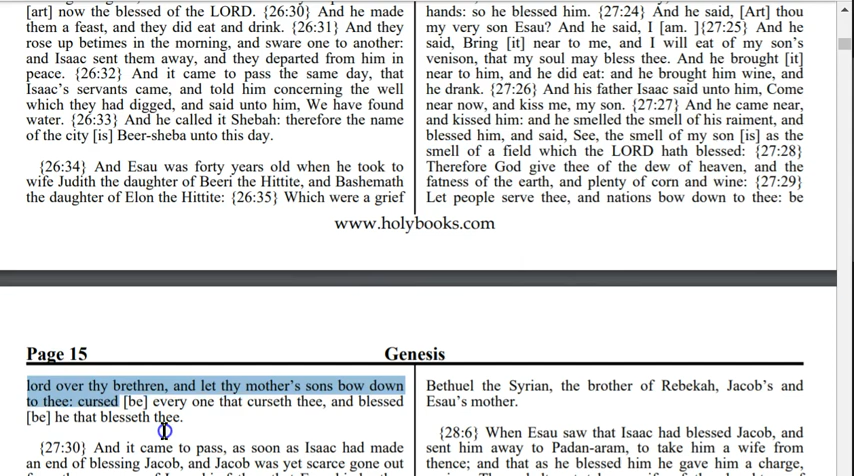 [art] now the blessed of the LORD. {26:30} And he made
them a feast, and they did eat and drink. {26:31} And they
rose up betimes in the morning, and sware one to another:
and Isaac sent them away, and they departed from him in
peace. {26:32} And it came to pass the same day, that
Isaac's servants came, and told him concerning the well
which they had digged, and said unto him, We have found
water. {26:33} And he called it Shebah: therefore the name
of the city [is] Beer-sheba unto this day.
{26:34} And Esau was forty years old when he took to
wife Judith the daughter of Beeri the Hittite, and Bashemath
the daughter of Elon the Hittite: {26:35} Which were a grief
hands: so he blessed him. {27:24} And he said, [Art] thou
my very son Esau? And he said, I [am. ]{27:25} And he
said, Bring [it] near to me, and I will eat of my son's
venison, that my soul may bless thee. And he brought [it]
near to him, and he did eat: and he brought him wine, and
he drank. {27:26} And his father Isaac said unto him, Come
near now, and kiss me, my son. {27:27} And he came near,
and kissed him: and he smelled the smell of his raiment, and
blessed him, and said, See, the smell of my son [is] as the
smell of a field which the LORD hath blessed: {27:28}
Therefore God give thee of the dew of heaven, and the
fatness of the earth, and plenty of corn and wine: {27:29}
Let people serve thee, and nations bow down to thee: be
www.holybooks.com
Page 15 Genesis
lord over thy brethren, and let thy mother's sons bow down
to thee: cursed [be] every one that curseth thee, and blessed
[be] he that blesseth thee.
{27:30} And it came to pass, as soon as Isaac had made
an end of blessing Jacob, and Jacob was yet scarce gone out
Bethuel the Syrian, the brother of Rebekah, Jacob's and
Esau's mother.
{28:6} When Esau saw that Isaac had blessed Jacob, and
sent him away to Padan-aram, to take him a wife from
thence; and that as he blessed him he gave him a charge,